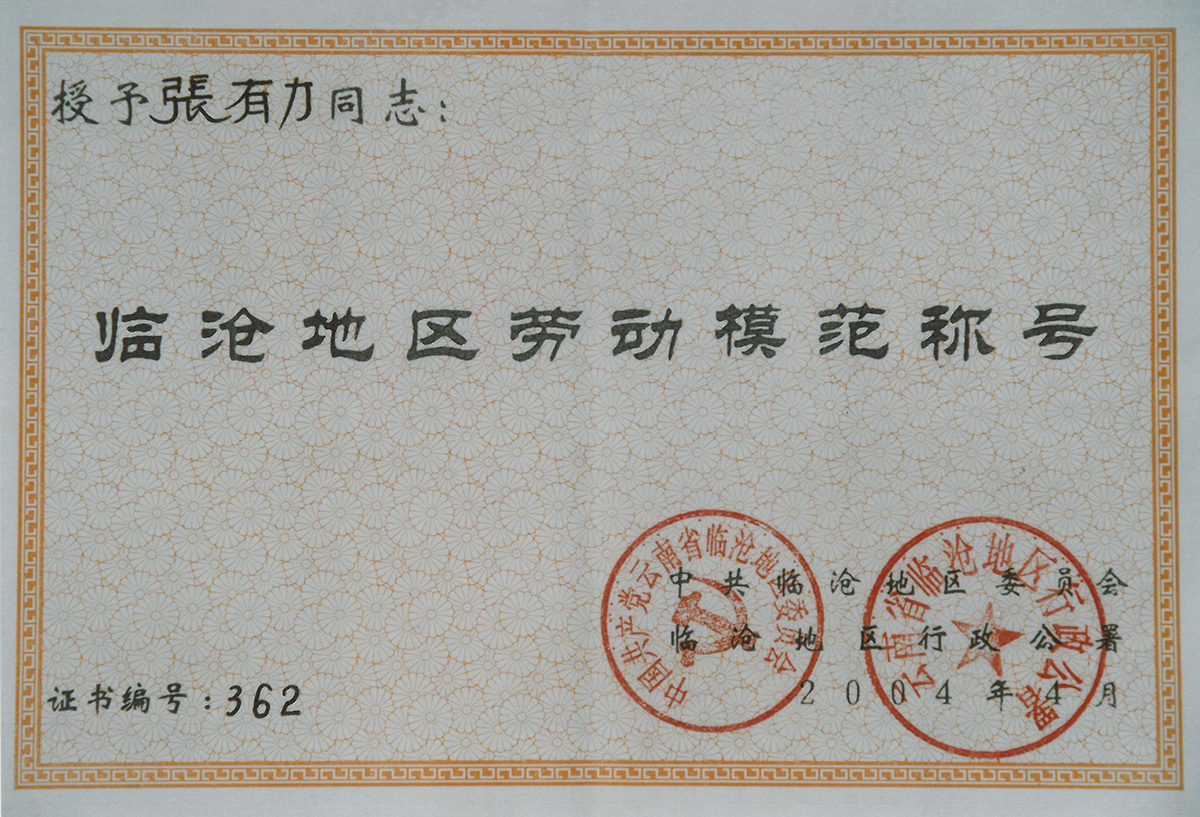 授予張有力同志：
临沧地区劳动模范称号
中国共产党云南省临沧地区委员会
云南省临沧地区行政公署
中共临沧地区委员会
临沧地区行政公署
2004年4月
证书编号：362